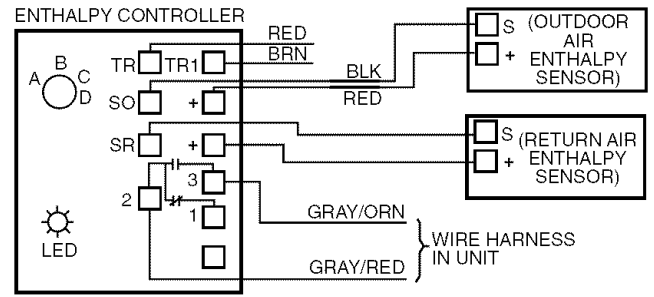 ENTHALPY CONTROLLER
RED
TR TR1 BRN
A B C D
BLK
SO +
RED
S (OUTDOOR
AIR
+ ENTHALPY
SENSOR)
SR +
S (RETURN AIR
+ ENTHALPY
SENSOR)
3
2
1
GRAY/ORN
LED
WIRE HARNESS
IN UNIT
GRAY/RED